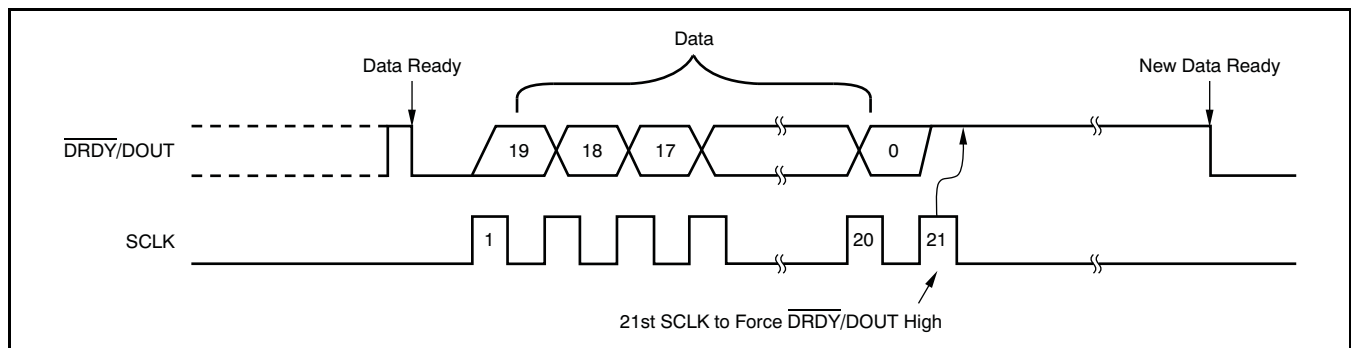 Data
Data Ready
New Data Ready
DRDY/DOUT
19
18
17
0
SCLK
1
20
21
21st SCLK to Force DRDY/DOUT High